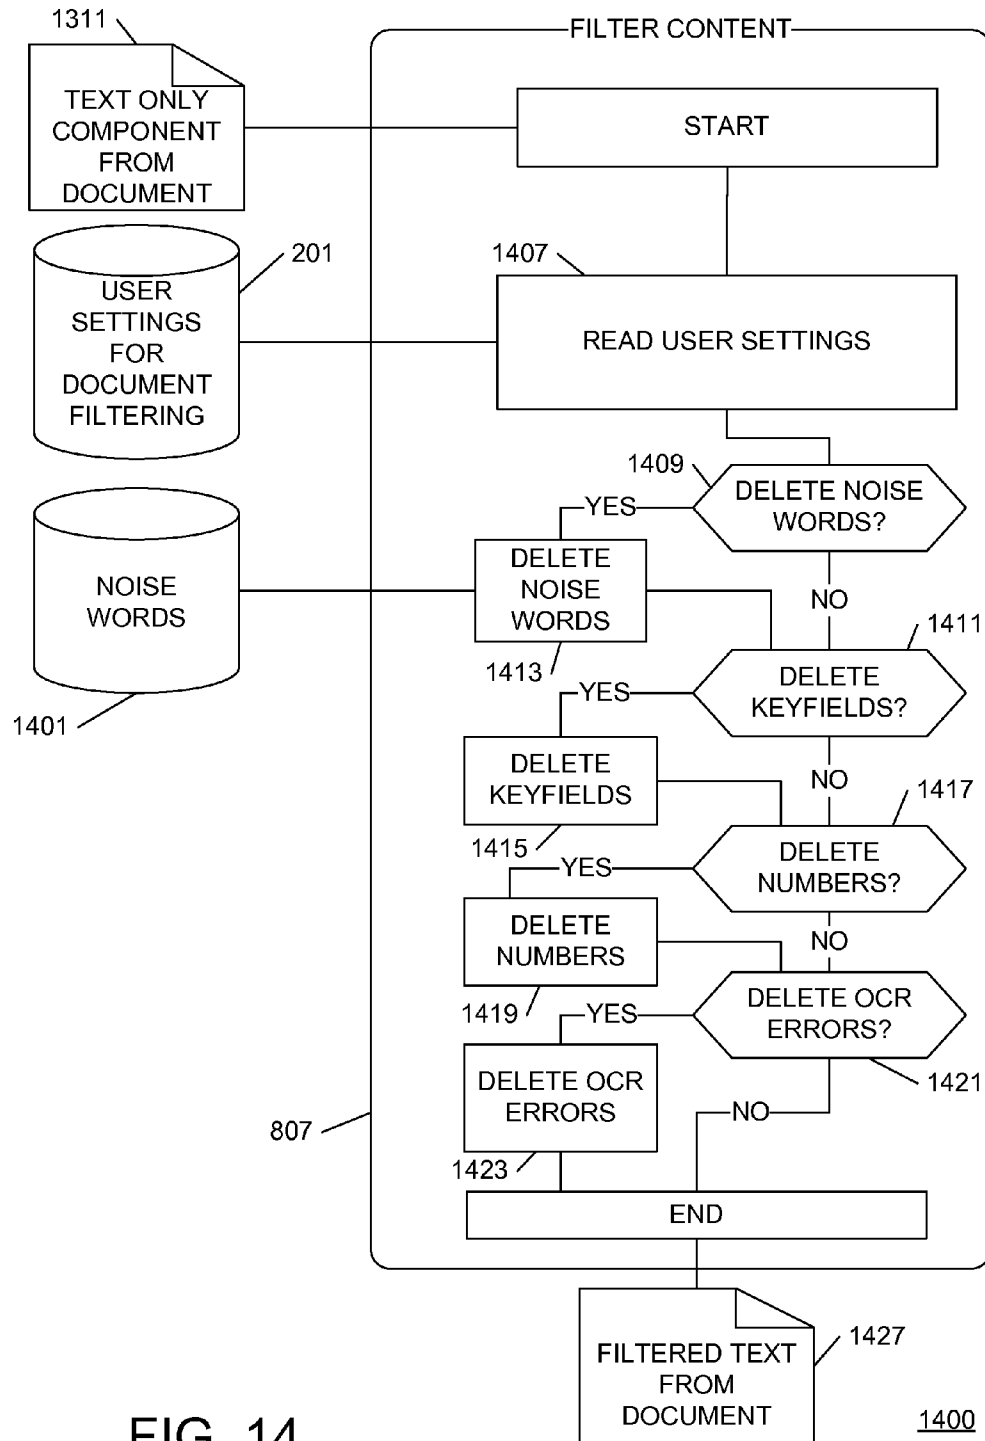 1311
FILTER CONTENT
TEXT ONLY
COMPONENT
FROM
DOCUMENT
START
201
1407
USER
SETTINGS
FOR
DOCUMENT
FILTERING
READ USER SETTINGS
1409
DELETE NOISE
WORDS?
YES
NOISE
WORDS
DELETE
NOISE
WORDS
NO
1401
1413
1411
DELETE
KEYFIELDS?
YES
DELETE
KEYFIELDS
NO
1415
1417
DELETE
NUMBERS?
YES
DELETE
NUMBERS
NO
1419
DELETE OCR
ERRORS?
YES
1421
DELETE OCR
ERRORS
NO
807
1423
END
FILTERED TEXT
FROM
DOCUMENT
1427
FIG. 14
1400